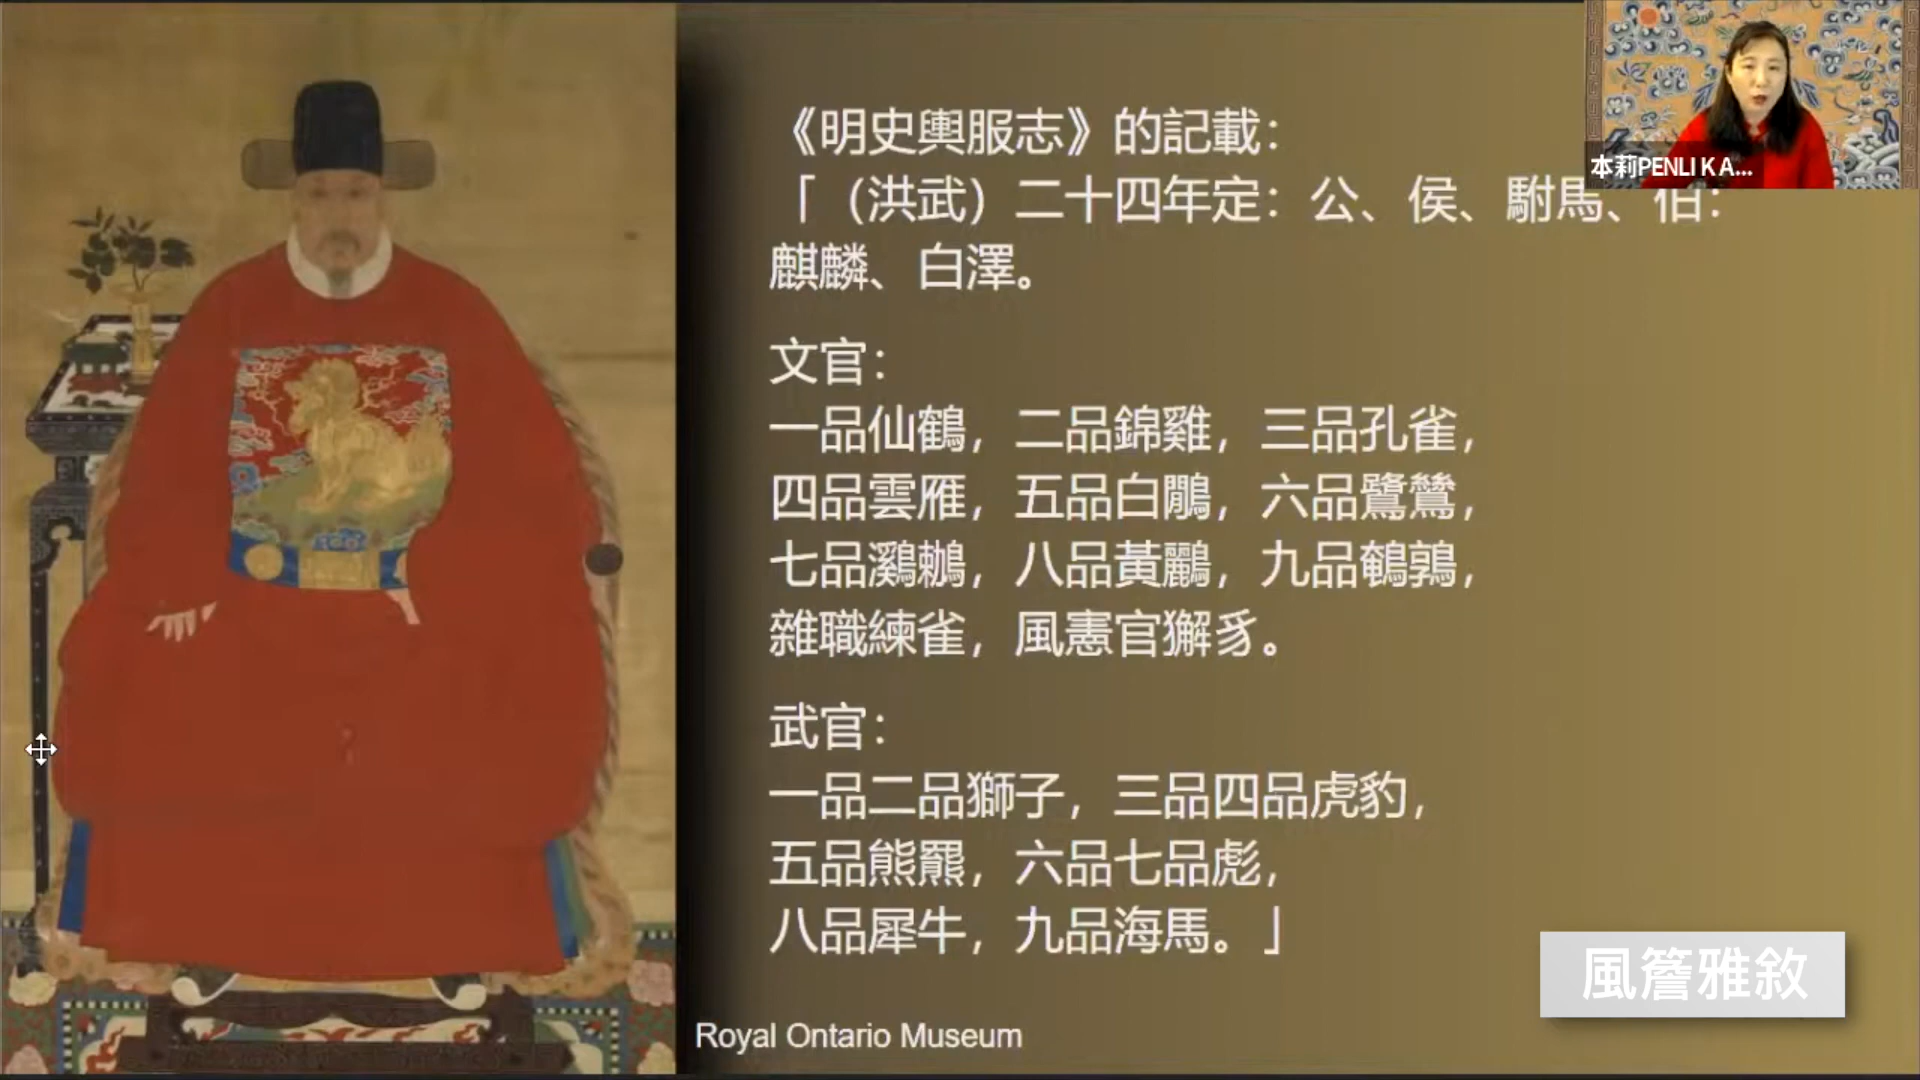 《明史輿服志》的記載：
「（洪武）二十四年定：公、侯、駙馬、伯：
麒麟、白澤。
文官：
一品仙鶴，二品錦雞，三品孔雀，
四品雲雁，五品白鷴，六品鷺鷥，
七品鸂鶒，八品黃鸝，九品鵪鶉，
雜職練雀，風憲官獬豸。
武官：
一品二品獅子，三品四品虎豹，
五品熊羆，六品七品彪，
八品犀牛，九品海馬。」
Royal Ontario Museum
本莉PENLI K A...
風簷雅敘